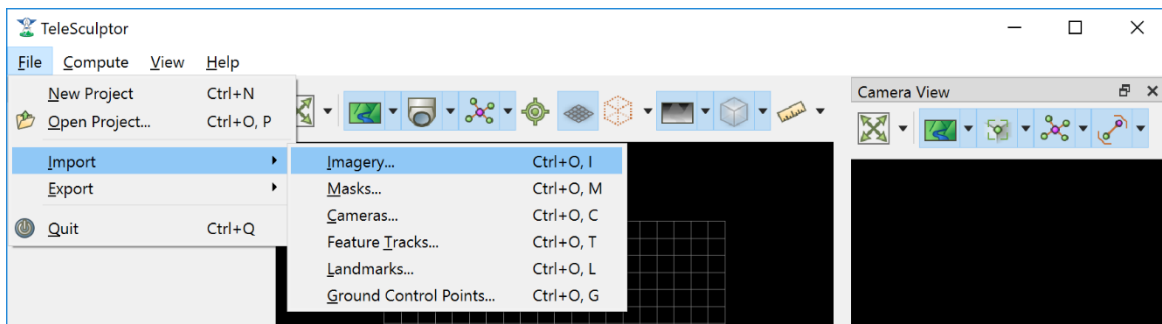 TeleSculptor
File Compute View Help
New Project Ctrl+N
Open Project... Ctrl+O, P
Import
Export
Quit Ctrl+Q
Imagery... Ctrl+O, I
Masks... Ctrl+O, M
Cameras... Ctrl+O, C
Feature Tracks... Ctrl+O, T
Landmarks... Ctrl+O, L
Ground Control Points... Ctrl+O, G
Camera View